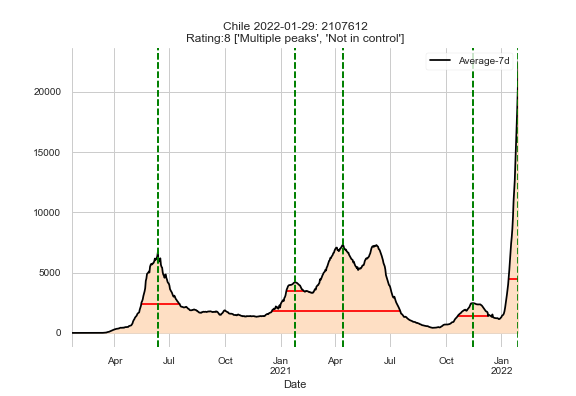 Chile 2022-01-29: 2107612
Rating:8 ['Multiple peaks', 'Not in control']
Average-7d
20000
15000
10000
5000
0
Apr Jul Oct Jan Apr Jul Oct Jan
2021 2022
Date